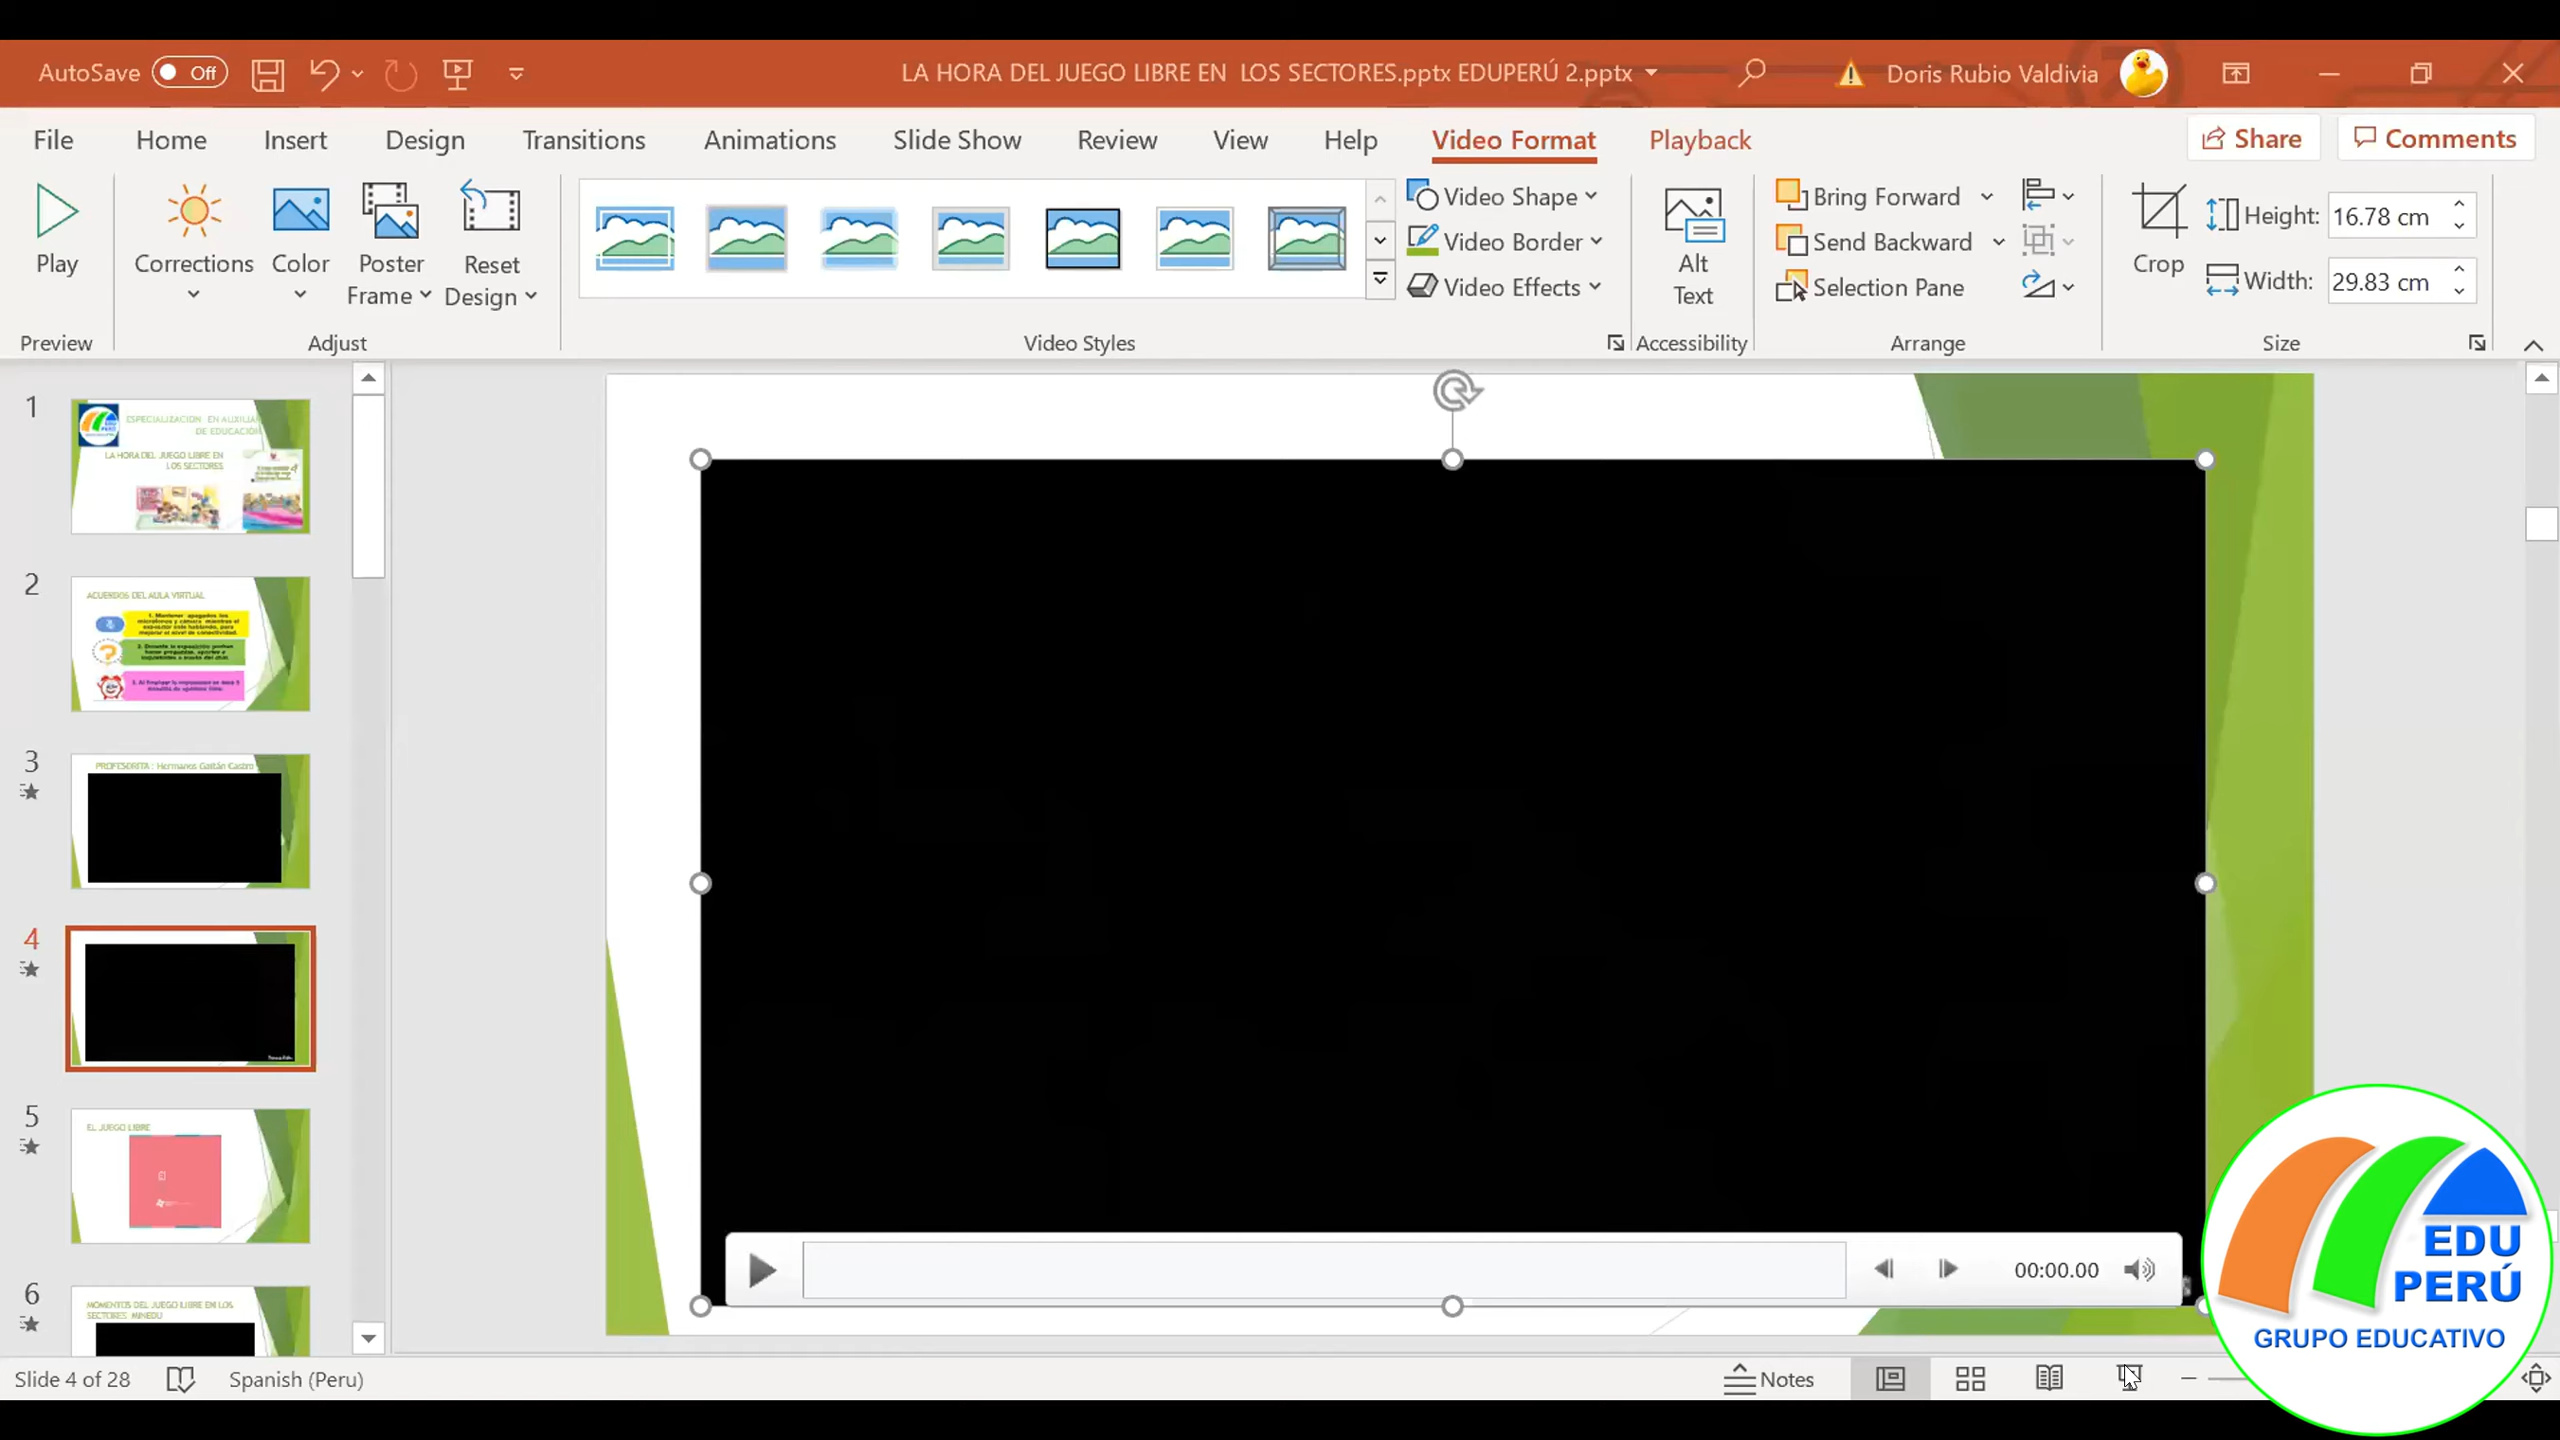 AutoSave Off
LA HORA DEL JUEGO LIBRE EN LOS SECTORES.pptx EDUPERÚ 2.pptx
Doris Rubio Valdivia
File Home Insert Design Transitions Animations Slide Show Review View Help Video Format Playback
Share Comments
Play
Corrections
Color
Poster
Frame
Reset
Design
Video Shape
Video Border
Video Effects
Alt
Text
Bring Forward
Send Backward
Selection Pane
Crop
Height: 16.78 cm
Width: 29.83 cm
Preview Adjust Video Styles Accessibility Arrange Size
1
ESPECIALIZACION EN AUXILIAR
DE EDUCACIÓN
LA HORA DEL JUEGO LIBRE EN
LOS SECTORES
2
ACUERDOS DEL AULA VIRTUAL
3
PROFESORITA : Hermanos Gaitán Castro
4
5
EL JUEGO LIBRE
6
MOMENTOS DEL JUEGO LIBRE EN LOS
SECTORES MINEDU
00:00.00
EDU
PERÚ
GRUPO EDUCATIVO
Slide 4 of 28 Spanish (Peru) Notes